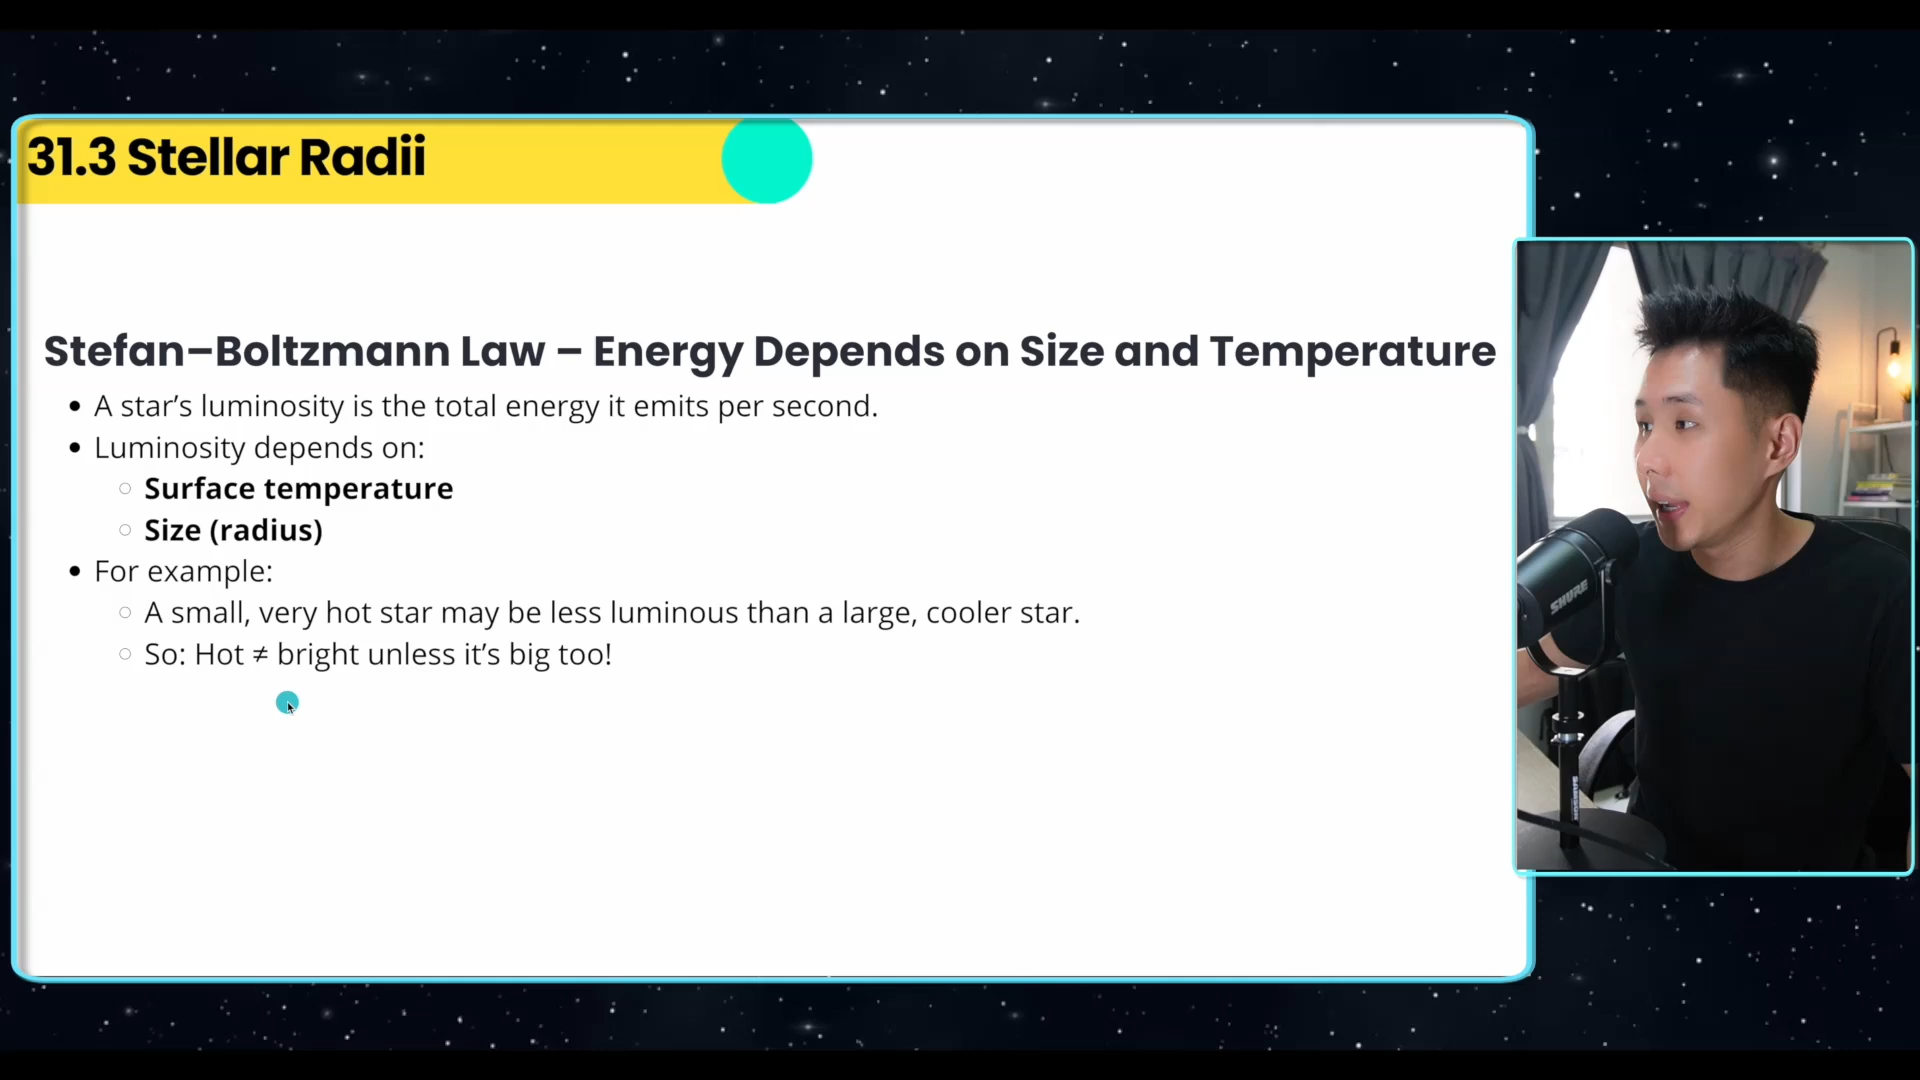 31.3 Stellar Radii
Stefan–Boltzmann Law – Energy Depends on Size and Temperature
• A star’s luminosity is the total energy it emits per second.
• Luminosity depends on:
○ Surface temperature
○ Size (radius)
• For example:
○ A small, very hot star may be less luminous than a large, cooler star.
○ So: Hot ≠ bright unless it’s big too!
SHURE